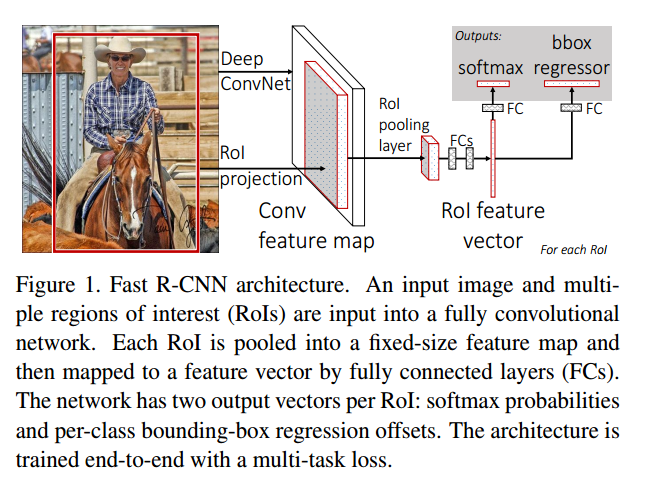 Outputs:
bbox
softmax regressor
Deep
ConvNet
FC FC
RoI
pooling
layer
FCs
RoI
projection
Conv
feature map
RoI feature
vector
For each RoI
Figure 1. Fast R-CNN architecture. An input image and multi-
ple regions of interest (RoIs) are input into a fully convolutional
network. Each RoI is pooled into a fixed-size feature map and
then mapped to a feature vector by fully connected layers (FCs).
The network has two output vectors per RoI: softmax probabilities
and per-class bounding-box regression offsets. The architecture is
trained end-to-end with a multi-task loss.